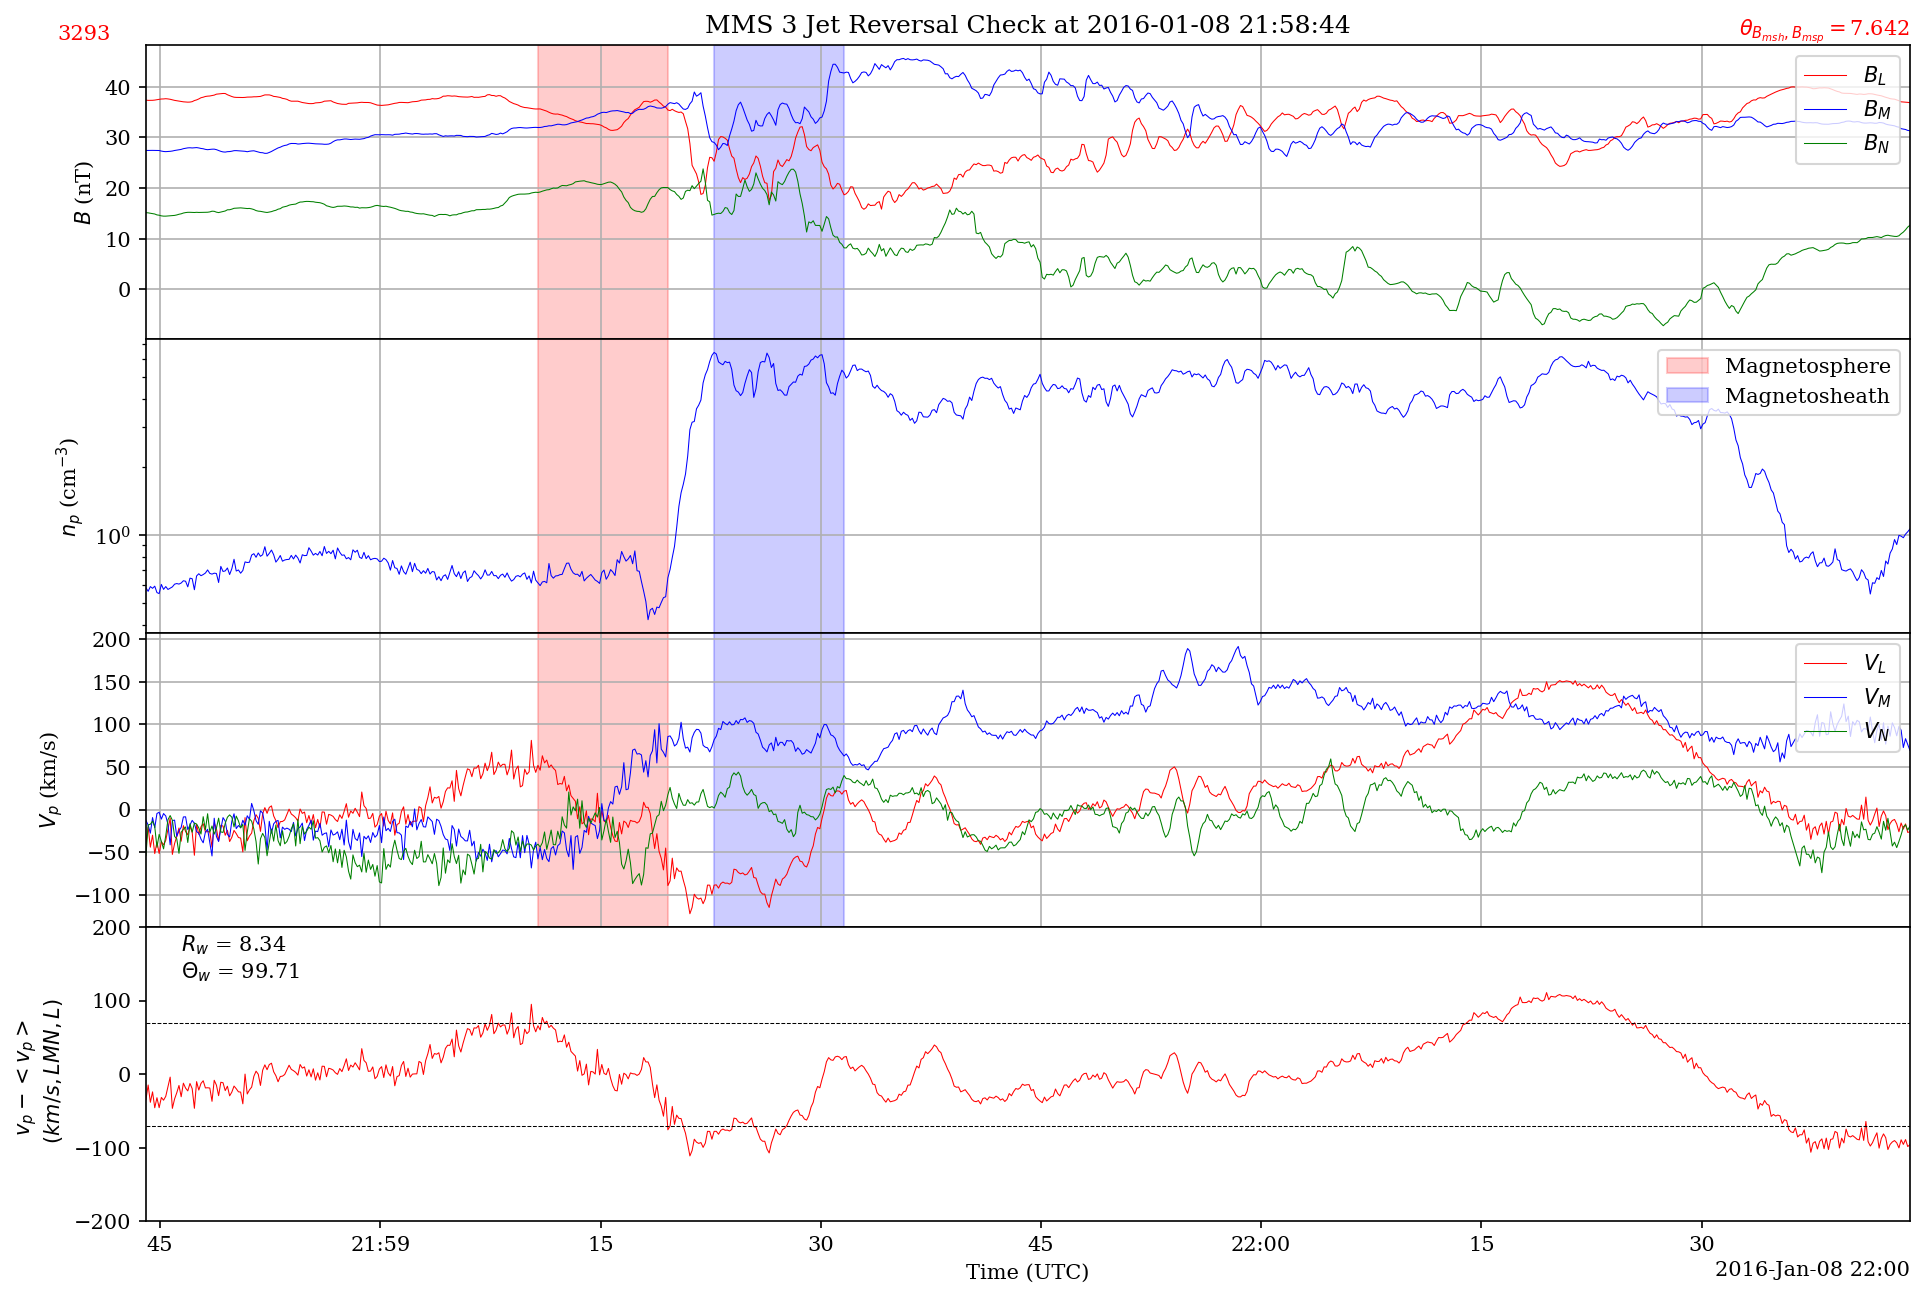 3293
MMS 3 Jet Reversal Check at 2016-01-08 21:58:44
θ_{B_{msh}, B_{msp}} = 7.642
40
30
20
10
0
B (nT)
B_L
B_M
B_N
10^0
n_p (cm^{-3})
Magnetosphere
Magnetosheath
200
150
100
50
0
−50
−100
V_p (km/s)
V_L
V_M
V_N
200
100
0
−100
−200
v_p − < v_p >
(km/s, LMN, L)
R_w = 8.34
Θ_w = 99.71
45
21:59
15
30
45
22:00
15
30
Time (UTC)
2016-Jan-08 22:00